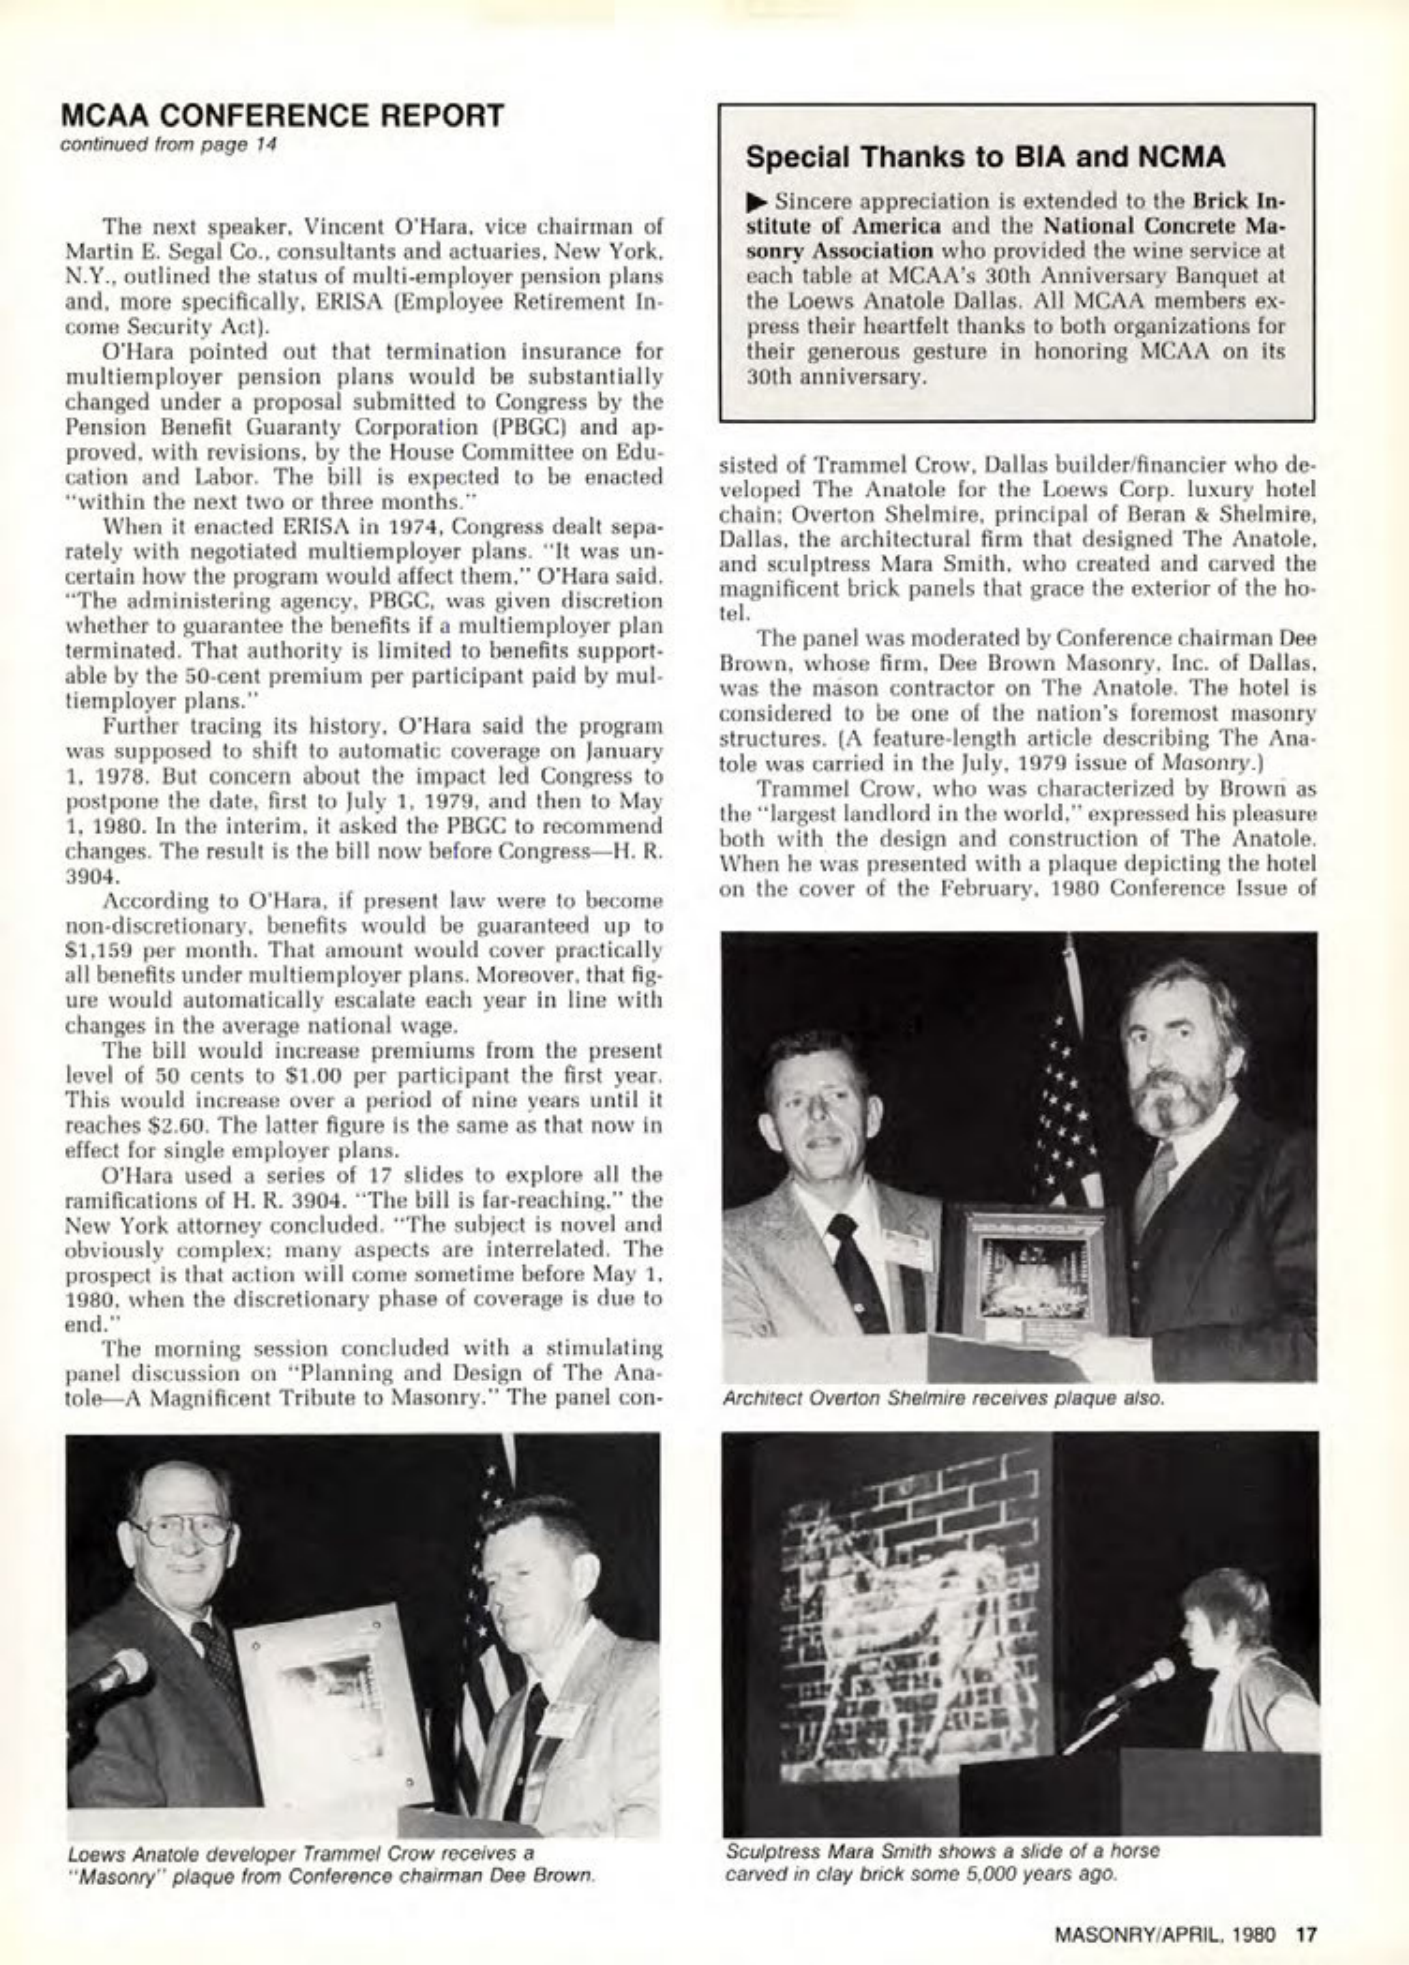 MCAA CONFERENCE REPORT
continued from page 14
The next speaker, Vincent O'Hara, vice chairman of
Martin E. Segal Co., consultants and actuaries, New York,
N.Y., outlined the status of multi-employer pension plans
and, more specifically, ERISA (Employee Retirement In-
come Security Act).
O'Hara pointed out that termination insurance for
multiemployer pension plans would be substantially
changed under a proposal submitted to Congress by the
Pension Benefit Guaranty Corporation (PBGC) and ap-
proved, with revisions, by the House Committee on Edu-
cation and Labor. The bill is expected to be enacted
"within the next two or three months."
When it enacted ERISA in 1974, Congress dealt sepa-
rately with negotiated multiemployer plans. "It was un-
certain how the program would affect them," O'Hara said.
"The administering agency, PBGC, was given discretion
whether to guarantee the benefits if a multiemployer plan
terminated. That authority is limited to benefits support-
able by the 50-cent premium per participant paid by mul-
tiemployer plans."
Further tracing its history, O'Hara said the program
was supposed to shift to automatic coverage on January
1, 1978. But concern about the impact led Congress to
postpone the date, first to July 1, 1979, and then to May
1, 1980. In the interim, it asked the PBGC to recommend
changes. The result is the bill now before Congress—H. R.
3904.
According to O'Hara, if present law were to become
non-discretionary, benefits would be guaranteed up to
$1,159 per month. That amount would cover practically
all benefits under multiemployer plans. Moreover, that fig-
ure would automatically escalate each year in line with
changes in the average national wage.
The bill would increase premiums from the present
level of 50 cents to $1.00 per participant the first year.
This would increase over a period of nine years until it
reaches $2.60. The latter figure is the same as that now in
effect for single employer plans.
O'Hara used a series of 17 slides to explore all the
ramifications of H. R. 3904. "The bill is far-reaching," the
New York attorney concluded. "The subject is novel and
obviously complex; many aspects are interrelated. The
prospect is that action will come sometime before May 1,
1980, when the discretionary phase of coverage is due to
end."
The morning session concluded with a stimulating
panel discussion on "Planning and Design of The Ana-
tole—A Magnificent Tribute to Masonry." The panel con-
Loews Anatole developer Trammel Crow receives a
"Masonry" plaque from Conference chairman Dee Brown.
Special Thanks to BIA and NCMA
► Sincere appreciation is extended to the Brick In-
stitute of America and the National Concrete Ma-
sonry Association who provided the wine service at
each table at MCAA's 30th Anniversary Banquet at
the Loews Anatole Dallas. All MCAA members ex-
press their heartfelt thanks to both organizations for
their generous gesture in honoring MCAA on its
30th anniversary.
sisted of Trammel Crow, Dallas builder/financier who de-
veloped The Anatole for the Loews Corp. luxury hotel
chain; Overton Shelmire, principal of Beran & Shelmire,
Dallas, the architectural firm that designed The Anatole,
and sculptress Mara Smith, who created and carved the
magnificent brick panels that grace the exterior of the ho-
tel.
The panel was moderated by Conference chairman Dee
Brown, whose firm, Dee Brown Masonry, Inc. of Dallas,
was the mason contractor on The Anatole. The hotel is
considered to be one of the nation's foremost masonry
structures. (A feature-length article describing The Ana-
tole was carried in the July, 1979 issue of Masonry.)
Trammel Crow, who was characterized by Brown as
the "largest landlord in the world," expressed his pleasure
both with the design and construction of The Anatole.
When he was presented with a plaque depicting the hotel
on the cover of the February, 1980 Conference Issue of
Architect Overton Shelmire receives plaque also.
Sculptress Mara Smith shows a slide of a horse
carved in clay brick some 5,000 years ago.
MASONRY/APRIL, 1980 17